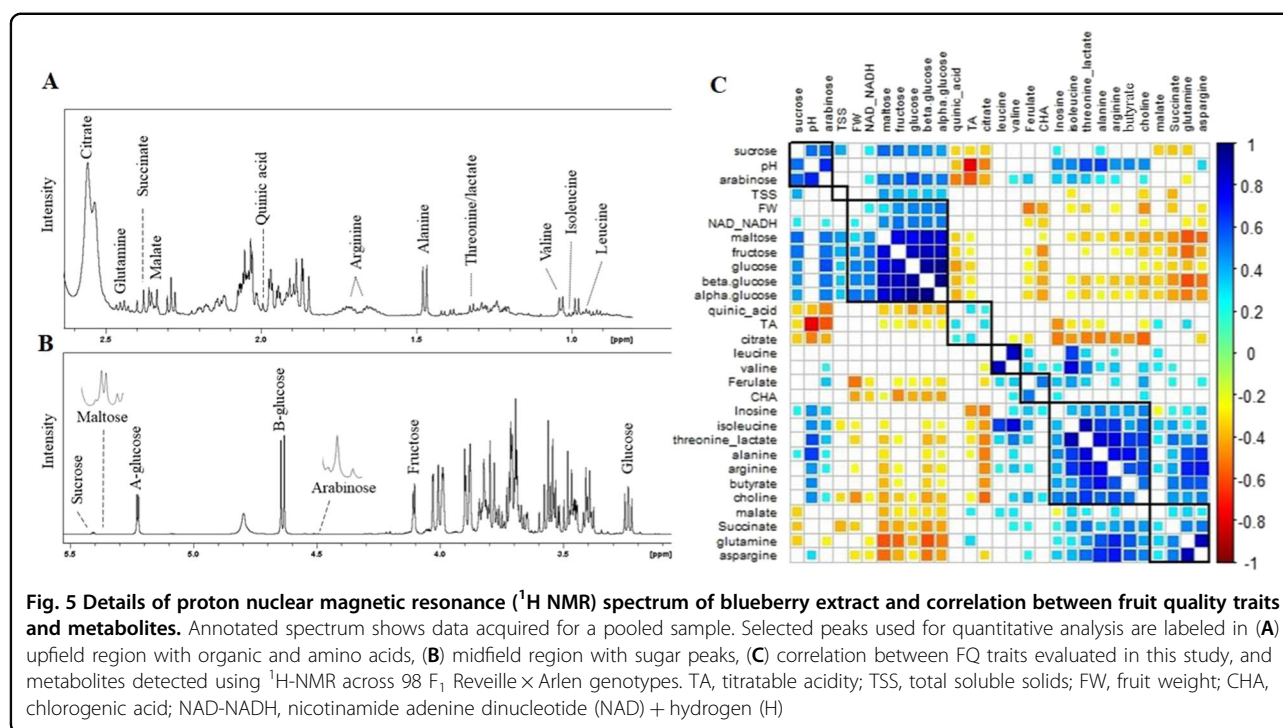 A
Intensity
Citrate
Glutamine
Succinate
Malate
Quinic acid
Arginine
Alanine
Threonine/lactate
Valine
Isoleucine
Leucine
2.5 2.0 1.5 1.0 [ppm]
B
Intensity
Sucrose
Maltose
A-glucose
B-glucose
Arabinose
Fructose
Glucose
5.5 5.0 4.5 4.0 3.5 [ppm]
C
sucrose
pH
arabinose
TSS
FW
NAD_NADH
maltose
fructose
glucose
beta.glucose
alpha.glucose
quinic_acid
TA
citrate
leucine
valine
Ferulate
CHA
Inosine
isoleucine
threonine_lactate
alanine
arginine
butyrate
choline
malate
Succinate
glutamine
aspargine
sucrose
pH
arabinose
TSS
FW
NAD_NADH
maltose
fructose
glucose
beta.glucose
alpha.glucose
quinic_acid
TA
citrate
leucine
valine
Ferulate
CHA
Inosine
isoleucine
threonine_lactate
alanine
arginine
butyrate
choline
malate
Succinate
glutamine
aspargine
1
0.8
0.6
0.4
0.2
0
-0.2
-0.4
-0.6
-0.8
-1
Fig. 5 Details of proton nuclear magnetic resonance (¹H NMR) spectrum of blueberry extract and correlation between fruit quality traits
and metabolites. Annotated spectrum shows data acquired for a pooled sample. Selected peaks used for quantitative analysis are labeled in (A)
upfield region with organic and amino acids, (B) midfield region with sugar peaks, (C) correlation between FQ traits evaluated in this study, and
metabolites detected using ¹H-NMR across 98 F₁ Reveille × Arlen genotypes. TA, titratable acidity; TSS, total soluble solids; FW, fruit weight; CHA,
chlorogenic acid; NAD-NADH, nicotinamide adenine dinucleotide (NAD) + hydrogen (H)